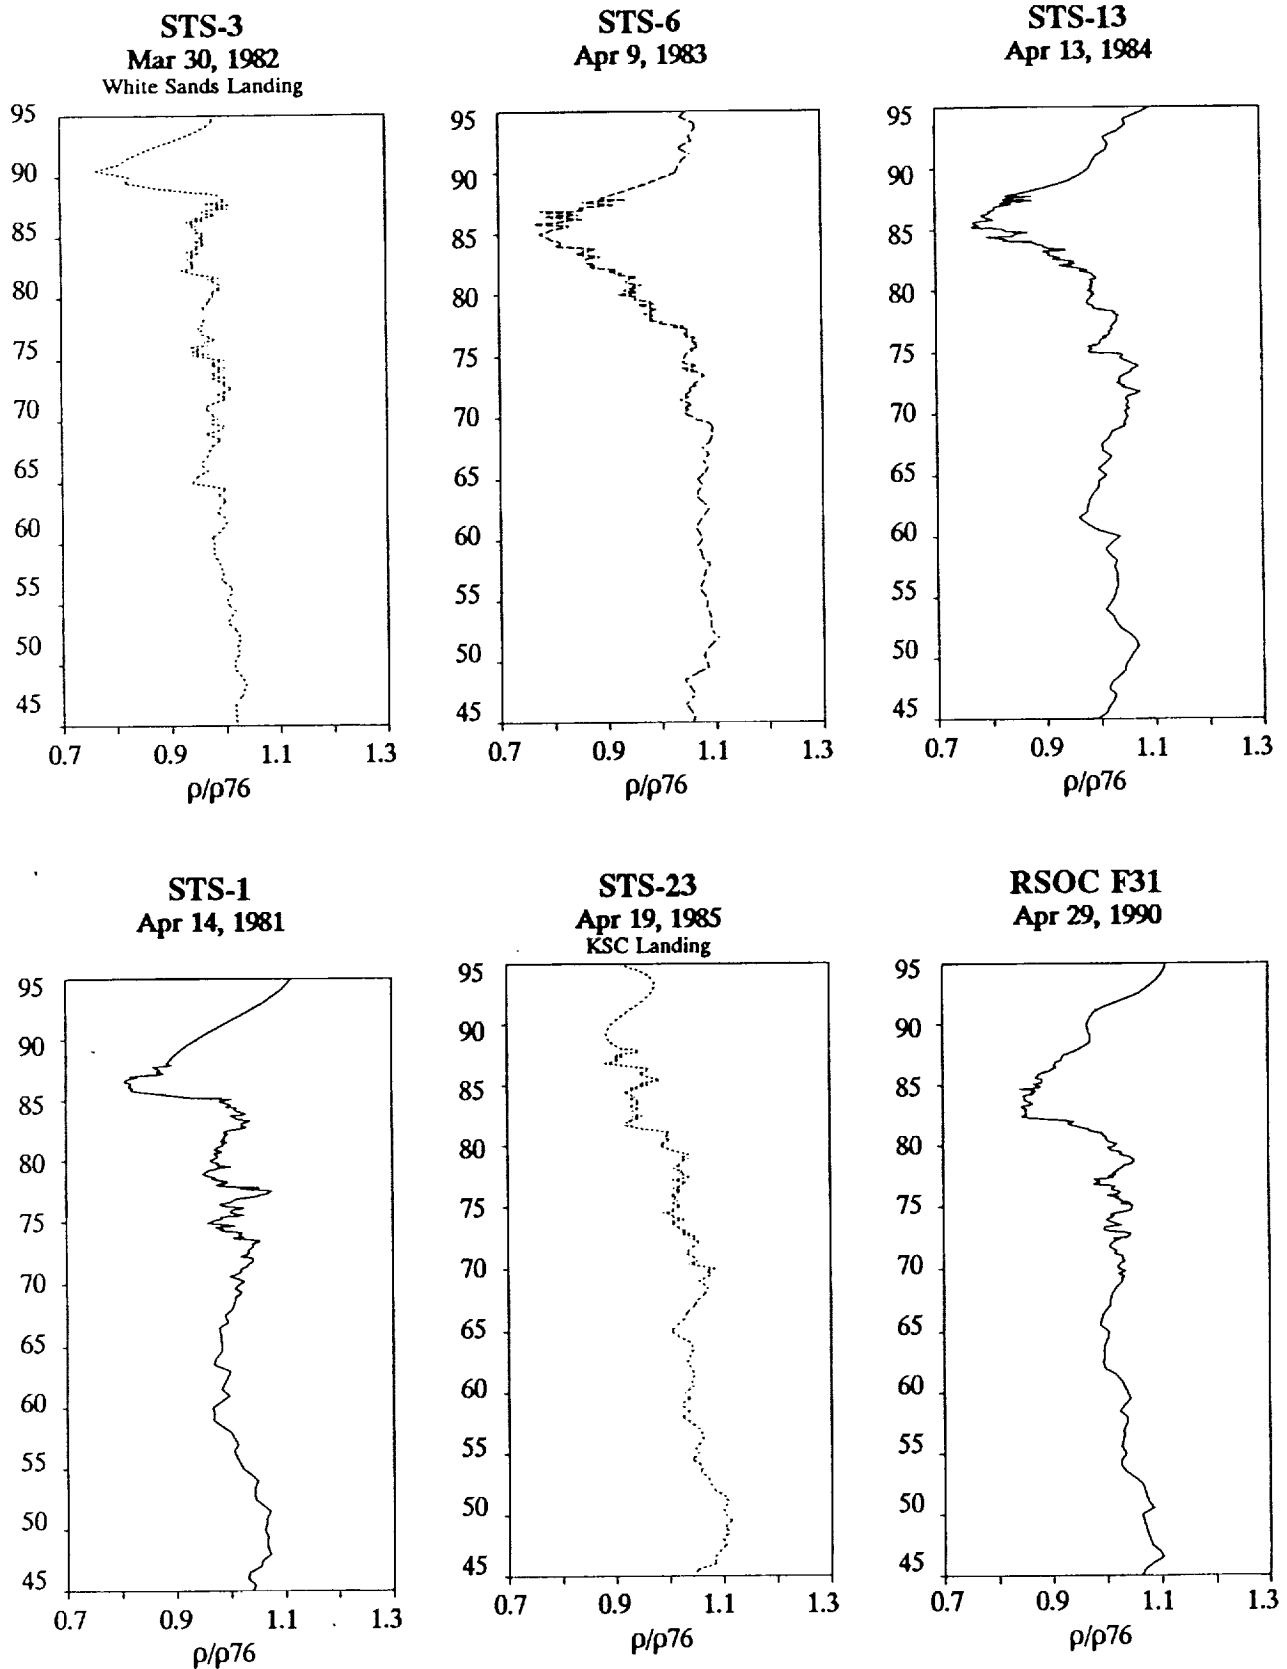 STS-3
Mar 30, 1982
White Sands Landing
95
90
85
80
75
70
65
60
55
50
45
0.7 0.9 1.1 1.3
ρ/ρ76
STS-6
Apr 9, 1983
95
90
85
80
75
70
65
60
55
50
45
0.7 0.9 1.1 1.3
ρ/ρ76
STS-13
Apr 13, 1984
95
90
85
80
75
70
65
60
55
50
45
0.7 0.9 1.1 1.3
ρ/ρ76
STS-1
Apr 14, 1981
95
90
85
80
75
70
65
60
55
50
45
0.7 0.9 1.1 1.3
ρ/ρ76
STS-23
Apr 19, 1985
KSC Landing
95
90
85
80
75
70
65
60
55
50
45
0.7 0.9 1.1 1.3
ρ/ρ76
RSOC F31
Apr 29, 1990
95
90
85
80
75
70
65
60
55
50
45
0.7 0.9 1.1 1.3
ρ/ρ76